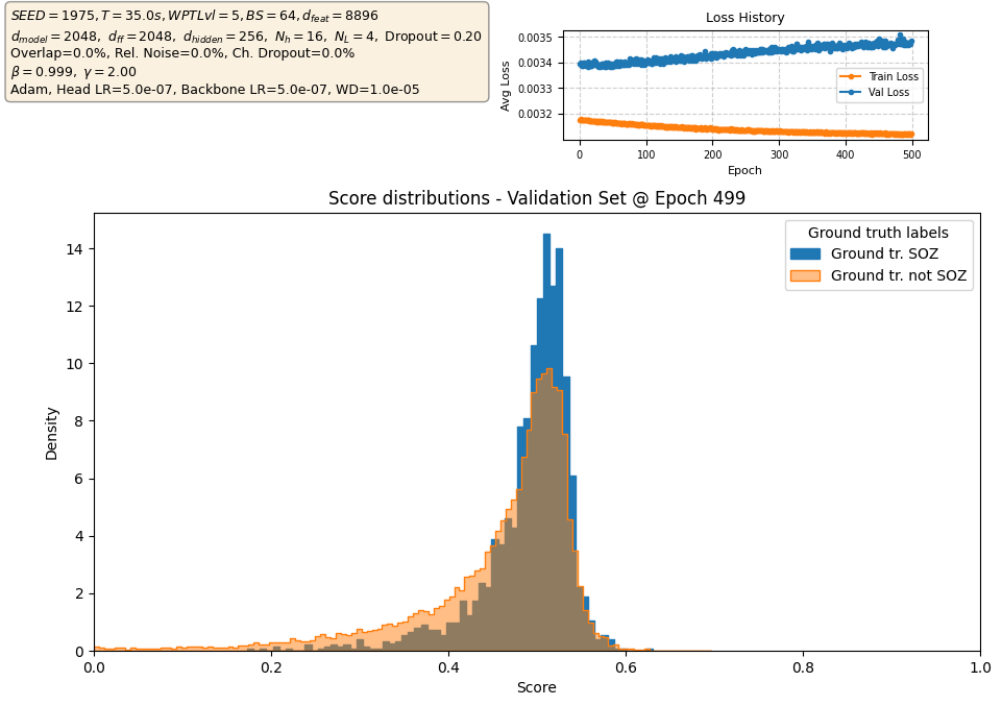 SEED = 1975, T = 35.0s, WPTLvl = 5, BS = 64, d_feat = 8896
d_model = 2048, d_ff = 2048, d_hidden = 256, N_h = 16, N_L = 4, Dropout = 0.20
Overlap=0.0%, Rel. Noise=0.0%, Ch. Dropout=0.0%
β = 0.999, γ = 2.00
Adam, Head LR=5.0e-07, Backbone LR=5.0e-07, WD=1.0e-05
Loss History
Avg Loss
0.0035
0.0034
0.0032
Train Loss
Val Loss
0 100 200 300 400 500
Epoch
Score distributions - Validation Set @ Epoch 499
Density
14
12
10
8
6
4
2
0
Ground truth labels
Ground tr. SOZ
Ground tr. not SOZ
0.0 0.2 0.4 0.6 0.8 1.0
Score